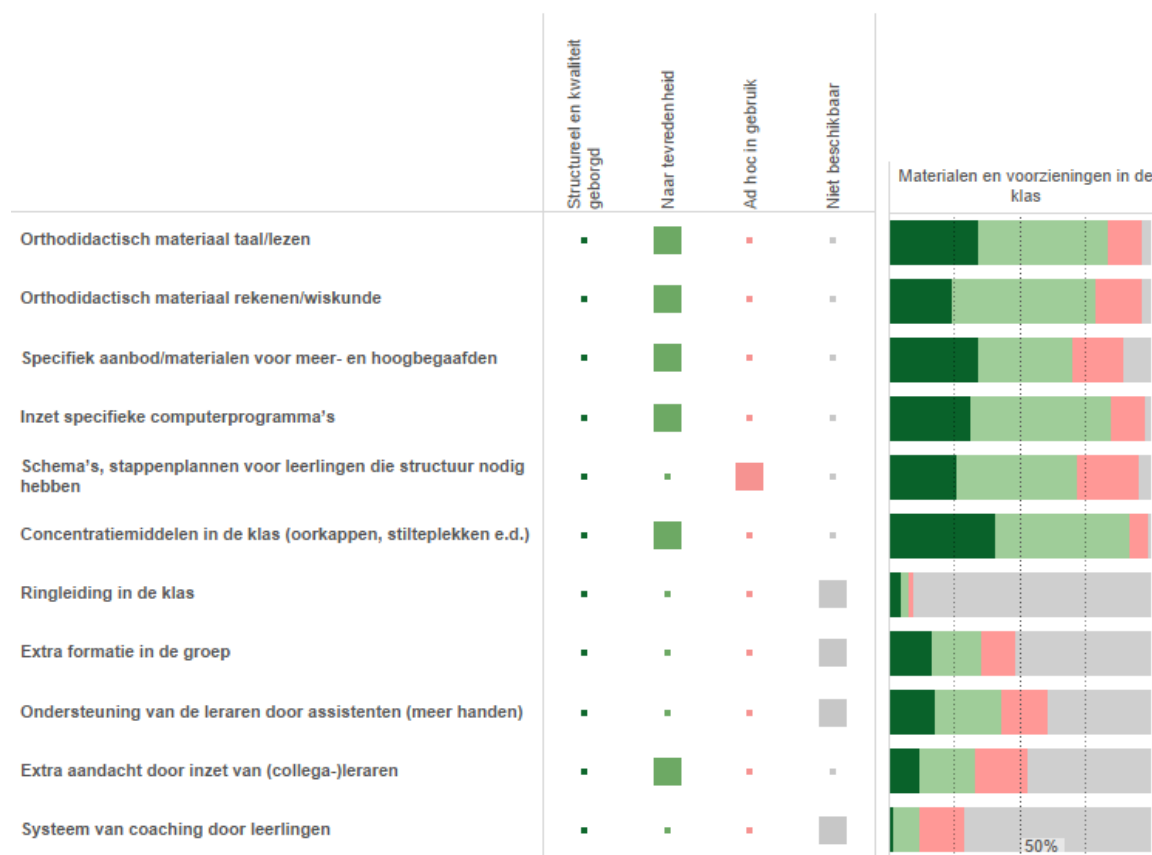 Structureel en kwaliteit
geborgd
Naar tevredenheid
Ad hoc in gebruik
Niet beschikbaar
Materialen en voorzieningen in de
klas
Orthodidactisch materiaal taal/lezen
Orthodidactisch materiaal rekenen/wiskunde
Specifiek aanbod/materialen voor meer- en hoogbegaafden
Inzet specifieke computerprogramma's
Schema's, stappenplannen voor leerlingen die structuur nodig
hebben
Concentratiemiddelen in de klas (oorkappen, stilteplekken e.d.)
Ringleiding in de klas
Extra formatie in de groep
Ondersteuning van de leraren door assistenten (meer handen)
Extra aandacht door inzet van (collega-)leraren
Systeem van coaching door leerlingen
50%